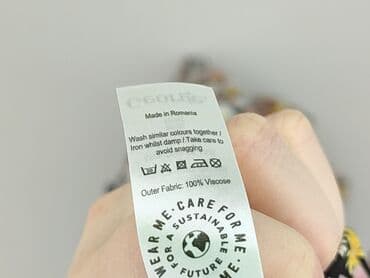 George
Made in Romania
Wash similar colours together /
Iron whilst damp / Take care to
avoid snagging
Outer Fabric: 100% Viscose
WEAR ME · CARE FOR ME ·
FOR A SUSTAINABLE
FUTURE